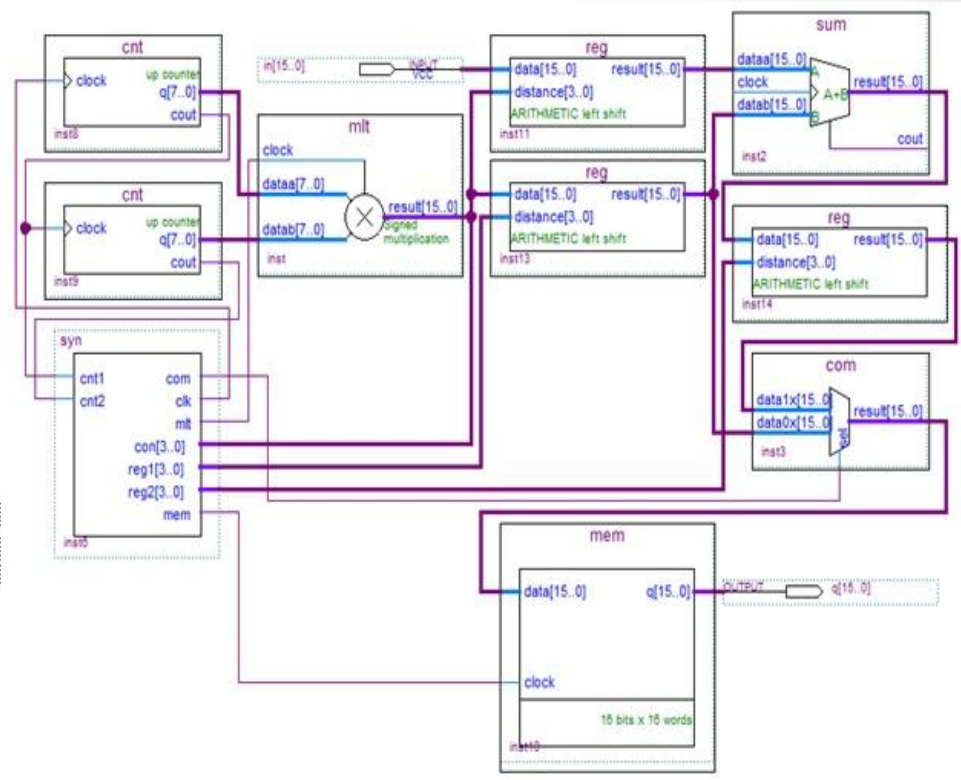 cnt
clock
up counter
q[7..0]
cout
inst8
cnt
clock
up counter
q[7..0]
cout
inst9
syn
cnt1
cnt2
com
clk
mlt
con[3..0]
reg1[3..0]
reg2[3..0]
mem
inst5
in[15..0]
INPUT
VCC
mlt
clock
dataa[7..0]
datab[7..0]
result[15..0]
Signed
multiplication
inst
reg
data[15..0]
result[15..0]
distance[3..0]
ARITHMETIC left shift
inst11
reg
data[15..0]
result[15..0]
distance[3..0]
ARITHMETIC left shift
inst13
sum
dataa[15..0]
clock
datab[15..0]
A
B
A+B
result[15..0]
cout
inst2
reg
data[15..0]
result[15..0]
distance[3..0]
ARITHMETIC left shift
inst14
com
data1x[15..0]
data0x[15..0]
result[15..0]
sel
inst3
mem
data[15..0]
q[15..0]
clock
16 bits x 16 words
inst10
OUTPUT
q[15..0]